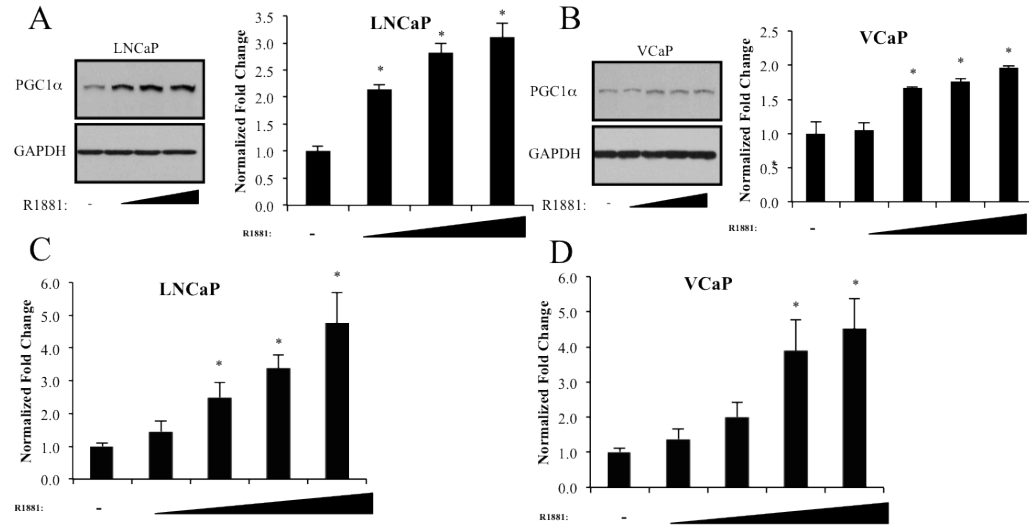 A
LNCaP
PGC1α
GAPDH
R1881: -
LNCaP
Normalized Fold Change
3.5
3.0
2.5
2.0
1.5
1.0
0.5
0.0
* * *
R1881: -
B
VCaP
PGC1α
GAPDH
R1881: -
VCaP
Normalized Fold Change
2.5
2.0
1.5
1.0
0.5
0.0
* * *
*
R1881: -
C
LNCaP
Normalized Fold Change
6.0
5.0
4.0
3.0
2.0
1.0
0.0
* * *
R1881: -
D
VCaP
Normalized Fold Change
6.0
5.0
4.0
3.0
2.0
1.0
0.0
* *
R1881: -